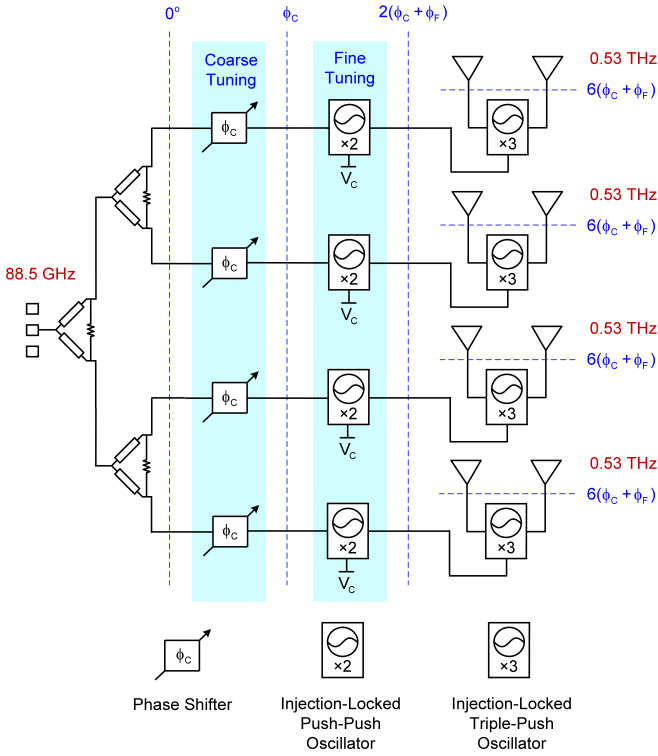 0° ϕC 2(ϕC + ϕF)
Coarse
Tuning
Fine
Tuning
0.53 THz
6(ϕC + ϕF)
ϕC
×2
VC
×3
0.53 THz
6(ϕC + ϕF)
ϕC
×2
VC
×3
88.5 GHz
0.53 THz
6(ϕC + ϕF)
ϕC
×2
VC
×3
0.53 THz
6(ϕC + ϕF)
ϕC
×2
VC
×3
ϕC
×2
×3
Phase Shifter
Injection-Locked
Push-Push
Oscillator
Injection-Locked
Triple-Push
Oscillator